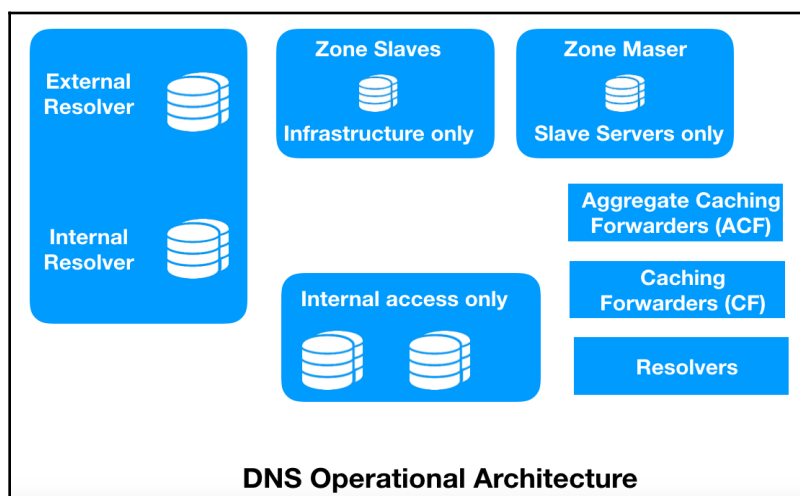 External
Resolver
Internal
Resolver
Zone Slaves
Infrastructure only
Zone Maser
Slave Servers only
Aggregate Caching
Forwarders (ACF)
Caching
Forwarders (CF)
Resolvers
Internal access only
DNS Operational Architecture